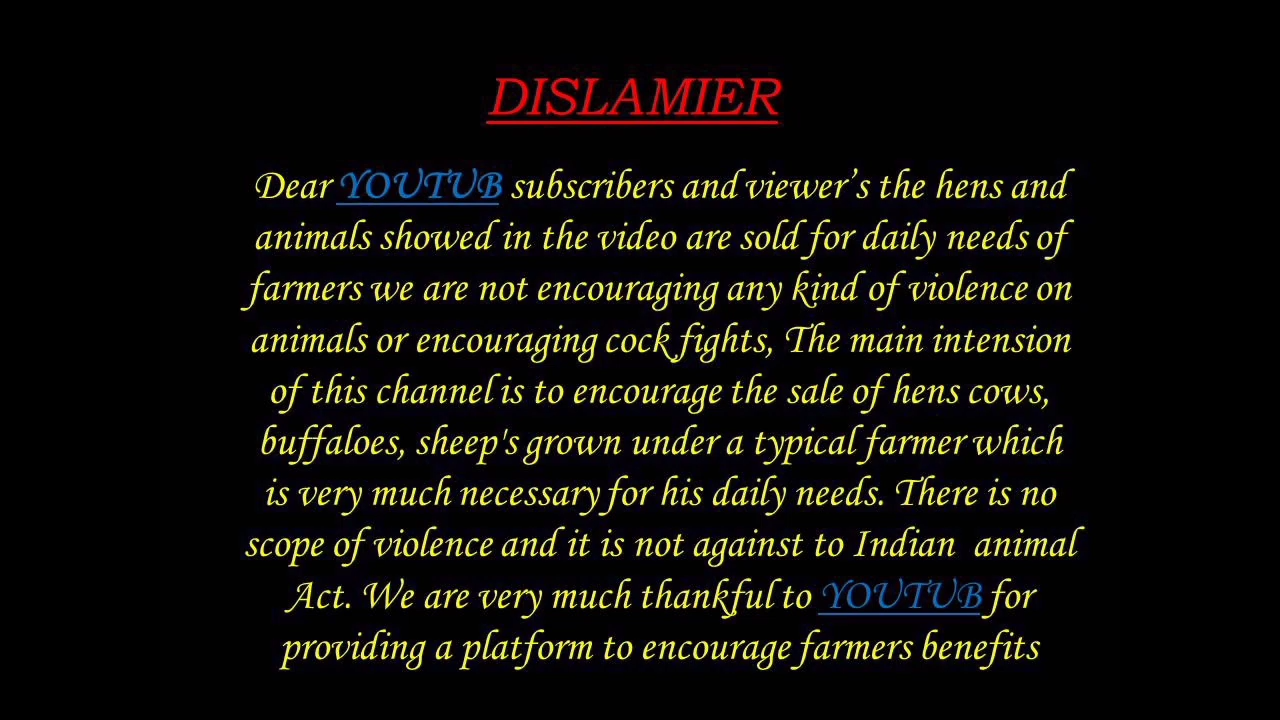 DISLAMIER
Dear YOUTUB subscribers and viewer’s the hens and
animals showed in the video are sold for daily needs of
farmers we are not encouraging any kind of violence on
animals or encouraging cock fights, The main intension
of this channel is to encourage the sale of hens cows,
buffaloes, sheep's grown under a typical farmer which
is very much necessary for his daily needs. There is no
scope of violence and it is not against to Indian  animal
Act. We are very much thankful to YOUTUB for
providing a platform to encourage farmers benefits